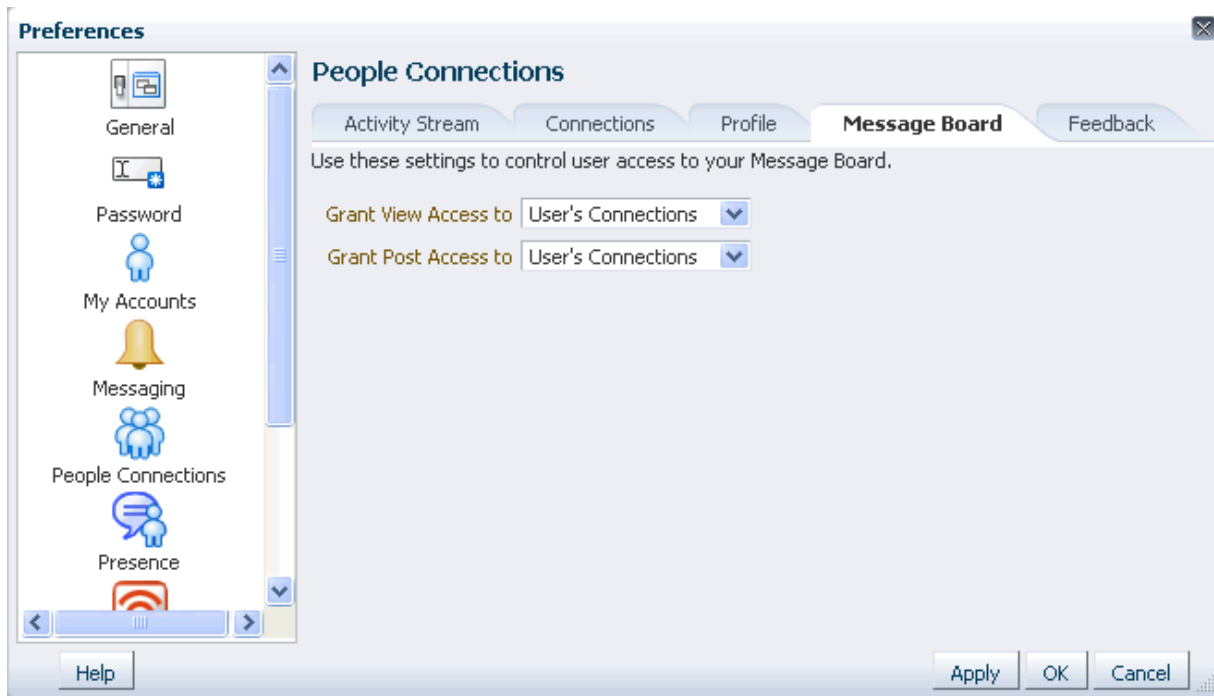 Preferences
General
Password
My Accounts
Messaging
People Connections
Presence
People Connections
Activity Stream Connections Profile Message Board Feedback
Use these settings to control user access to your Message Board.
Grant View Access to User's Connections
Grant Post Access to User's Connections
Help Apply OK Cancel